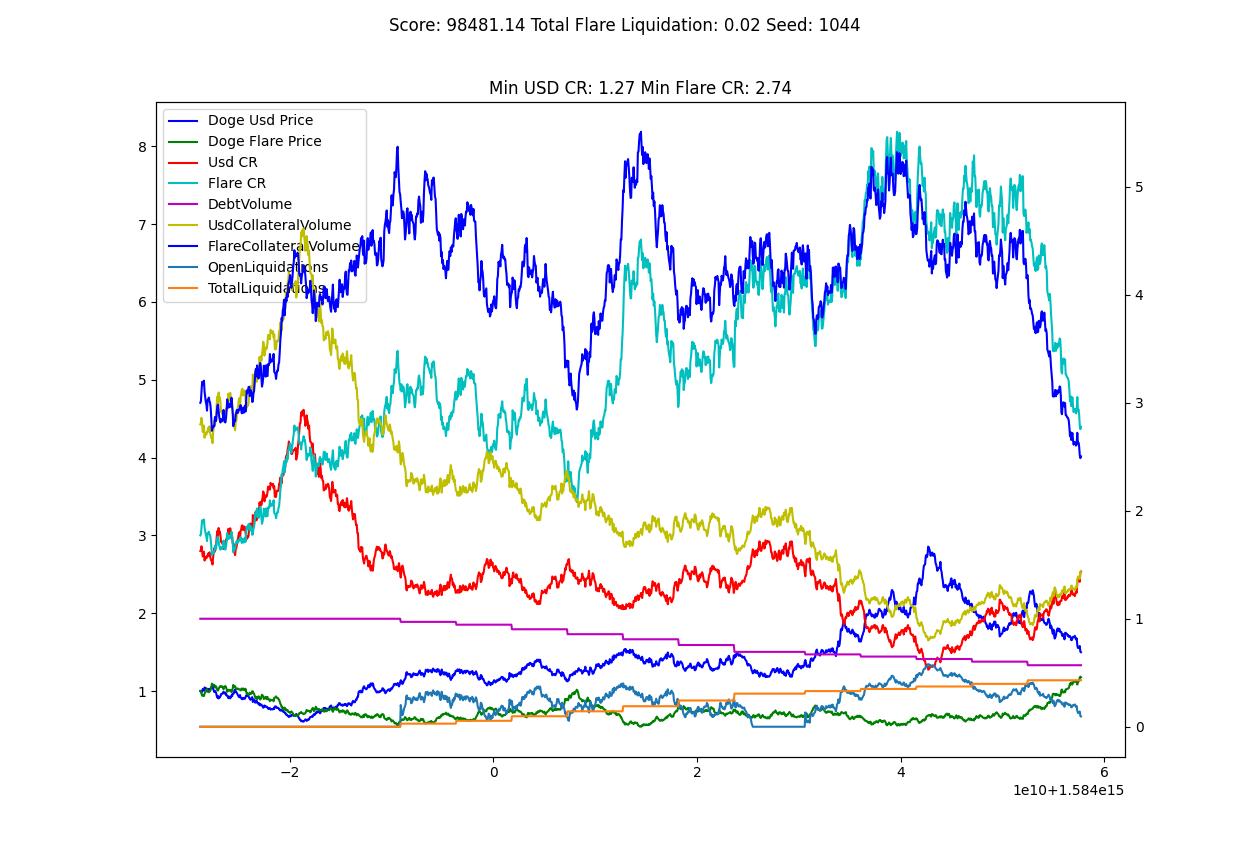 Score: 98481.14 Total Flare Liquidation: 0.02 Seed: 1044
Min USD CR: 1.27 Min Flare CR: 2.74
Doge Usd Price
Doge Flare Price
Usd CR
Flare CR
DebtVolume
UsdCollateralVolume
FlareCollateralVolume
OpenLiquidations
TotalLiquidations
8
7
6
5
4
3
2
1
5
4
3
2
1
0
−2
0
2
4
6
1e10+1.584e15